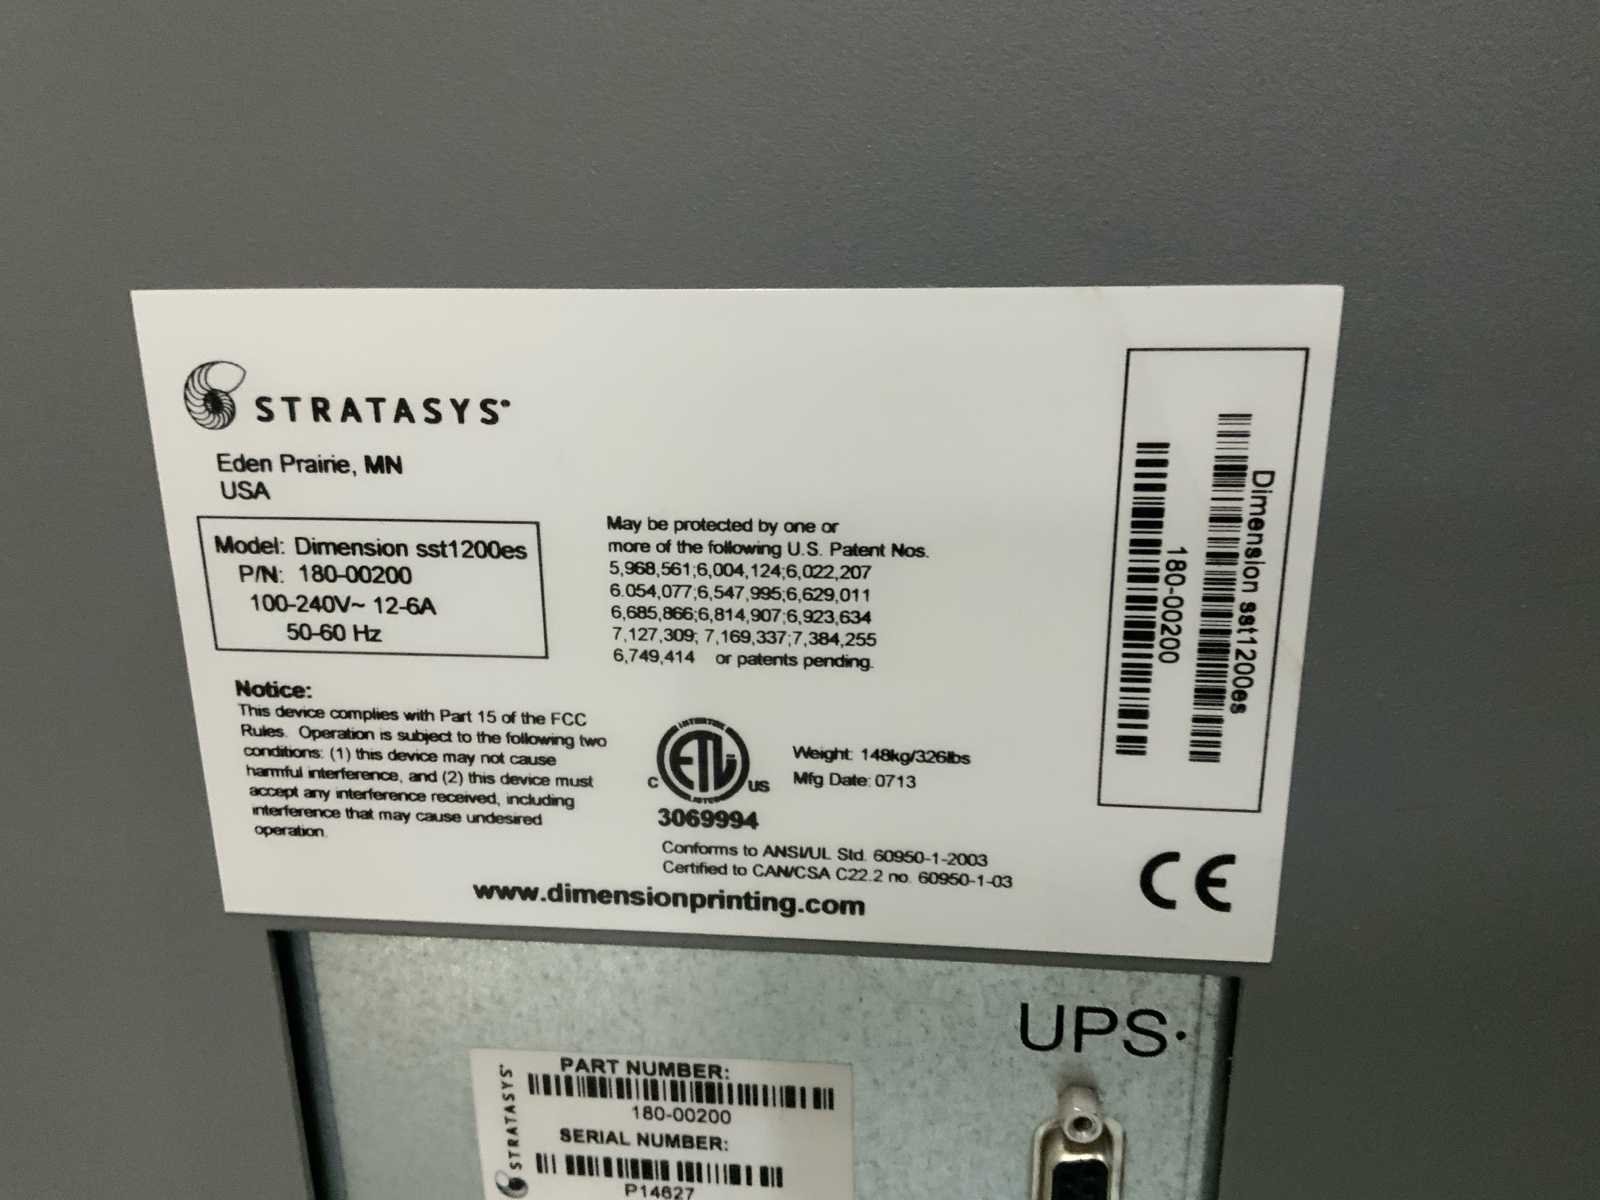 STRATASYS
Eden Prairie, MN
USA
Model: Dimension sst1200es
P/N: 180-00200
100-240V~ 12-6A
50-60 Hz
May be protected by one or
more of the following U.S. Patent Nos.
5,968,561;6,004,124;6,022,207
6.054,077;6,547,995;6,629,011
6,685,866;6,814,907;6,923,634
7,127,309; 7,169,337;7,384,255
6,749,414 or patents pending.
Notice:
This device complies with Part 15 of the FCC
Rules. Operation is subject to the following two
conditions: (1) this device may not cause
harmful interference, and (2) this device must
accept any interference received, including
interference that may cause undesired
operation.
INTERTEK
ETL
LISTED
C US
3069994
Weight: 148kg/326lbs
Mfg Date: 0713
Conforms to ANSI/UL Std. 60950-1-2003
Certified to CAN/CSA C22.2 no. 60950-1-03
www.dimensionprinting.com
Dimension sst1200es
180-00200
CE
UPS
STRATASYS
PART NUMBER:
180-00200
SERIAL NUMBER:
P14627